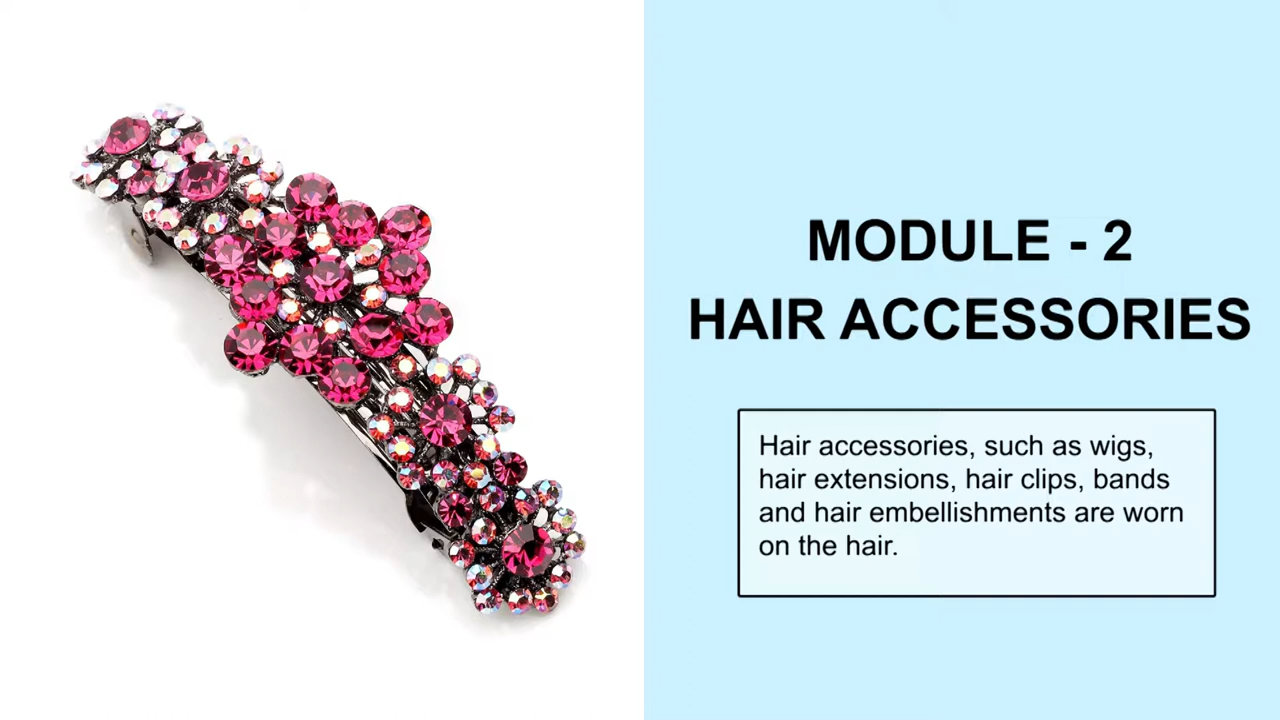 MODULE - 2
HAIR ACCESSORIES
Hair accessories, such as wigs,
hair extensions, hair clips, bands
and hair embellishments are worn
on the hair.